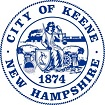 CITY OF KEENE
1874
NEW HAMPSHIRE